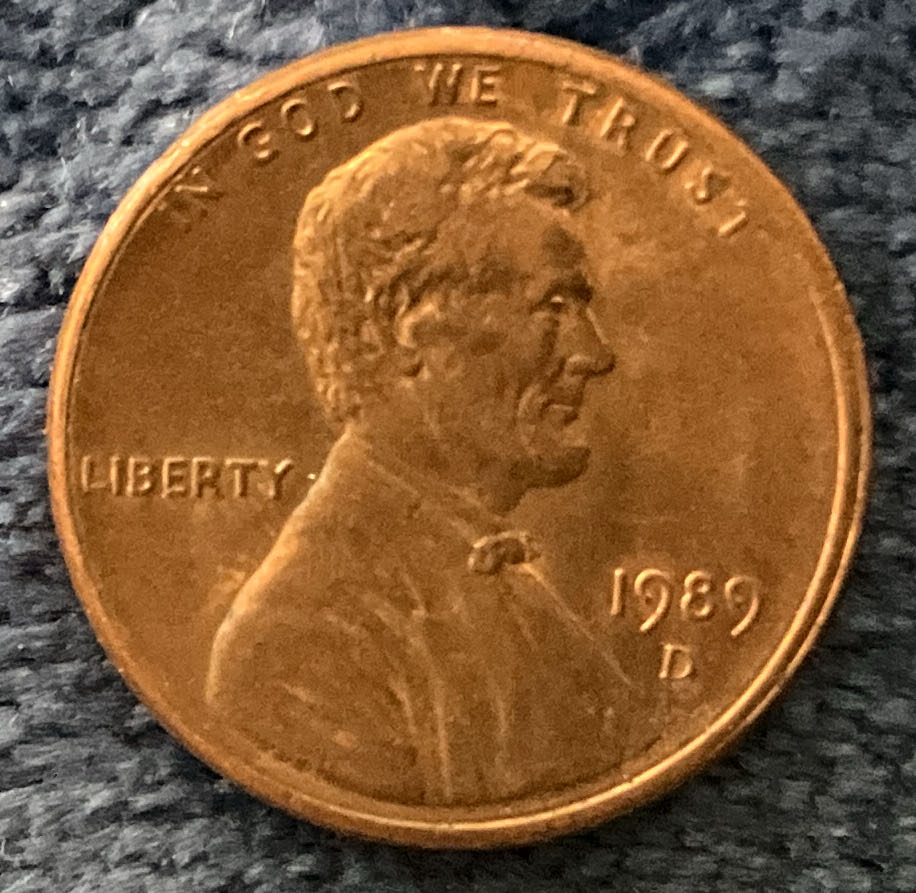 IN GOD WE TRUST
LIBERTY
1989
D